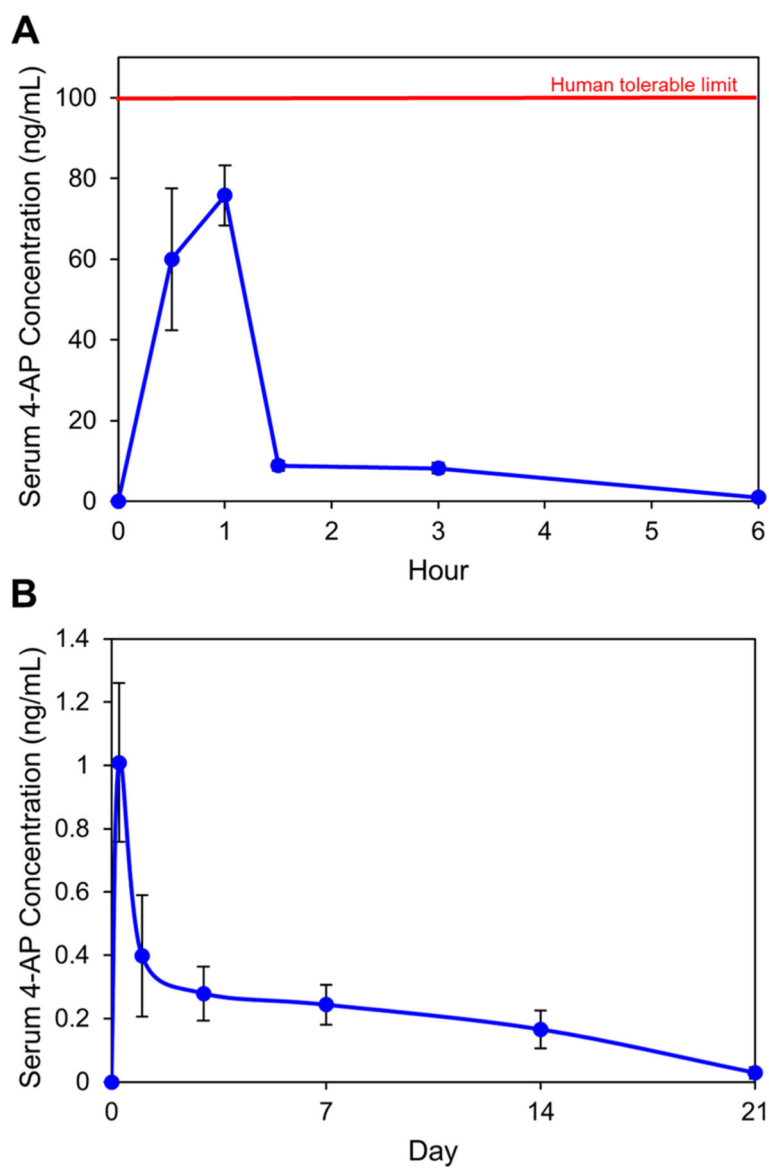 A
Serum 4-AP Concentration (ng/mL)
Human tolerable limit
100
80
60
40
20
0
0 1 2 3 4 5 6
Hour
B
Serum 4-AP Concentration (ng/mL)
1.4
1.2
1
0.8
0.6
0.4
0.2
0
0 7 14 21
Day